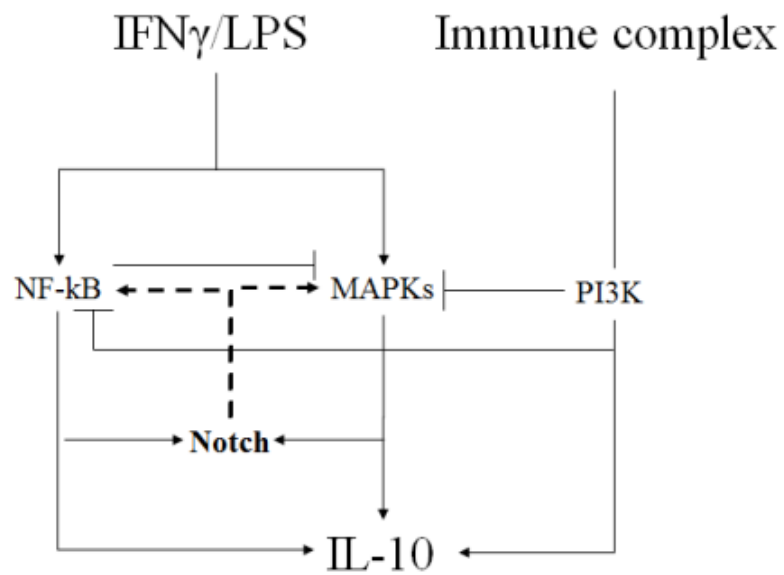 IFNγ/LPS
Immune complex
NF-kB
MAPKs
PI3K
Notch
IL-10